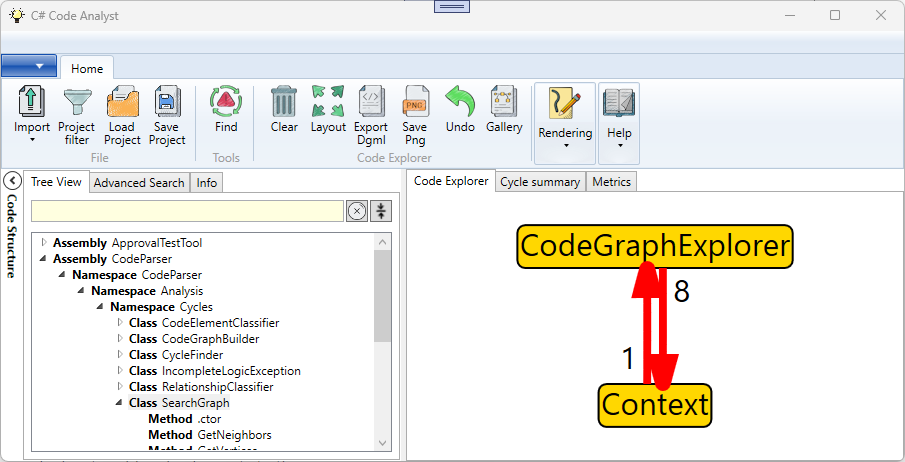 C# Code Analyst
Home
Import
Project filter
Load Project
Save Project
File
Find
Tools
Clear
Layout
Export Dgml
PNG
Save Png
Undo
Gallery
Code Explorer
Rendering
Help
Code Structure
Tree View
Advanced Search
Info
Assembly ApprovalTestTool
Assembly CodeParser
Namespace CodeParser
Namespace Analysis
Namespace Cycles
Class CodeElementClassifier
Class CodeGraphBuilder
Class CycleFinder
Class IncompleteLogicException
Class RelationshipClassifier
Class SearchGraph
Method .ctor
Method GetNeighbors
Method GetVertices
Code Explorer
Cycle summary
Metrics
CodeGraphExplorer
8
1
Context